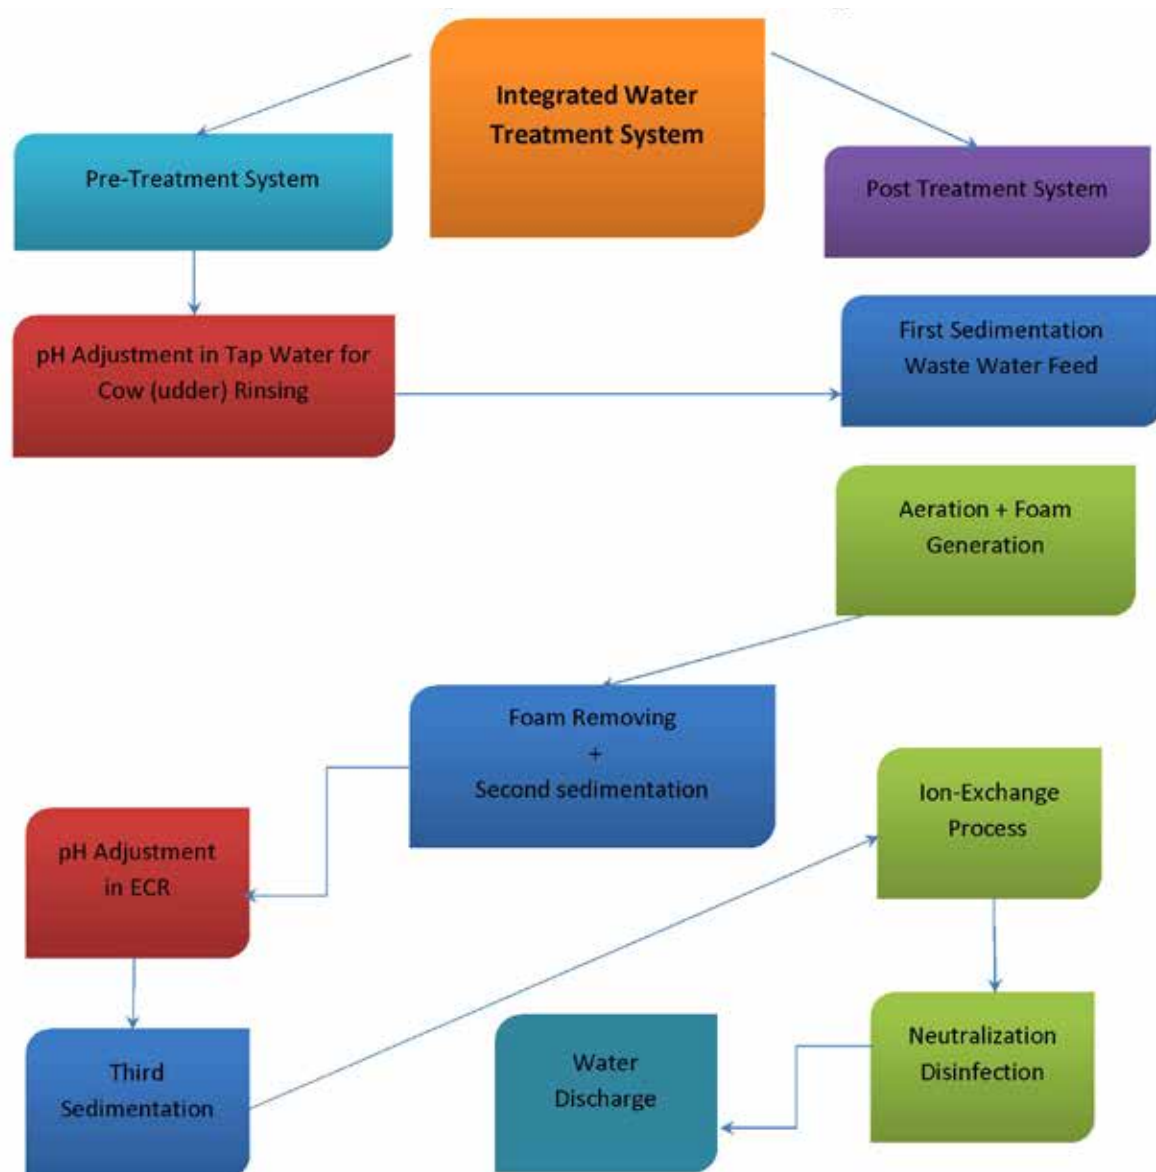 Integrated Water
Treatment System
Pre-Treatment System
Post Treatment System
pH Adjustment in Tap Water for
Cow (udder) Rinsing
First Sedimentation
Waste Water Feed
Aeration + Foam
Generation
Foam Removing
+
Second sedimentation
Ion-Exchange
Process
pH Adjustment
in ECR
Neutralization
Disinfection
Water
Discharge
Third
Sedimentation